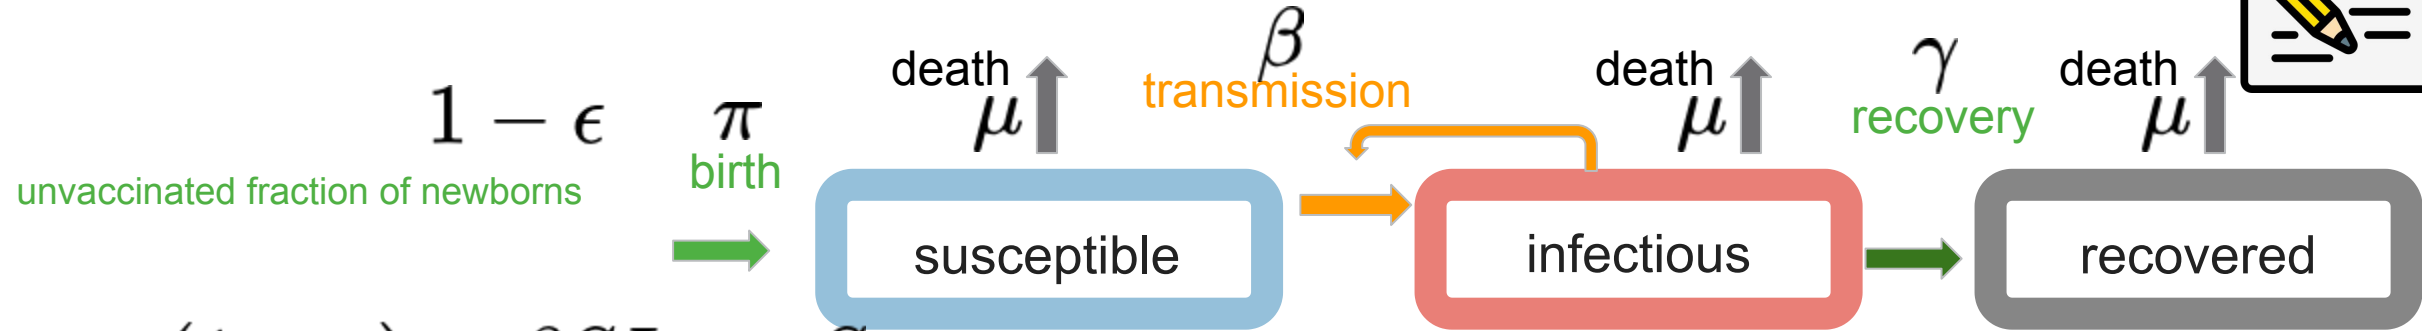 β
death
death
γ
death
transmission
1 − ϵ
π
μ
μ
recovery
μ
birth
unvaccinated fraction of newborns
susceptible
infectious
recovered